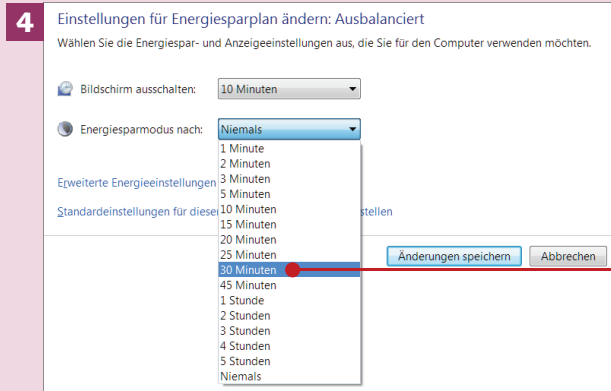 4
Einstellungen für Energiesparplan ändern: Ausbalanciert
Wählen Sie die Energiespar- und Anzeigeeinstellungen aus, die Sie für den Computer verwenden möchten.
Bildschirm ausschalten: 10 Minuten
Energiesparmodus nach: Niemals
1 Minute
2 Minuten
3 Minuten
5 Minuten
Erweiterte Energieeinstellungen
10 Minuten
Standardeinstellungen für dieser stellen
15 Minuten
20 Minuten
25 Minuten
Änderungen speichern Abbrechen
30 Minuten
45 Minuten
1 Stunde
2 Stunden
3 Stunden
4 Stunden
5 Stunden
Niemals